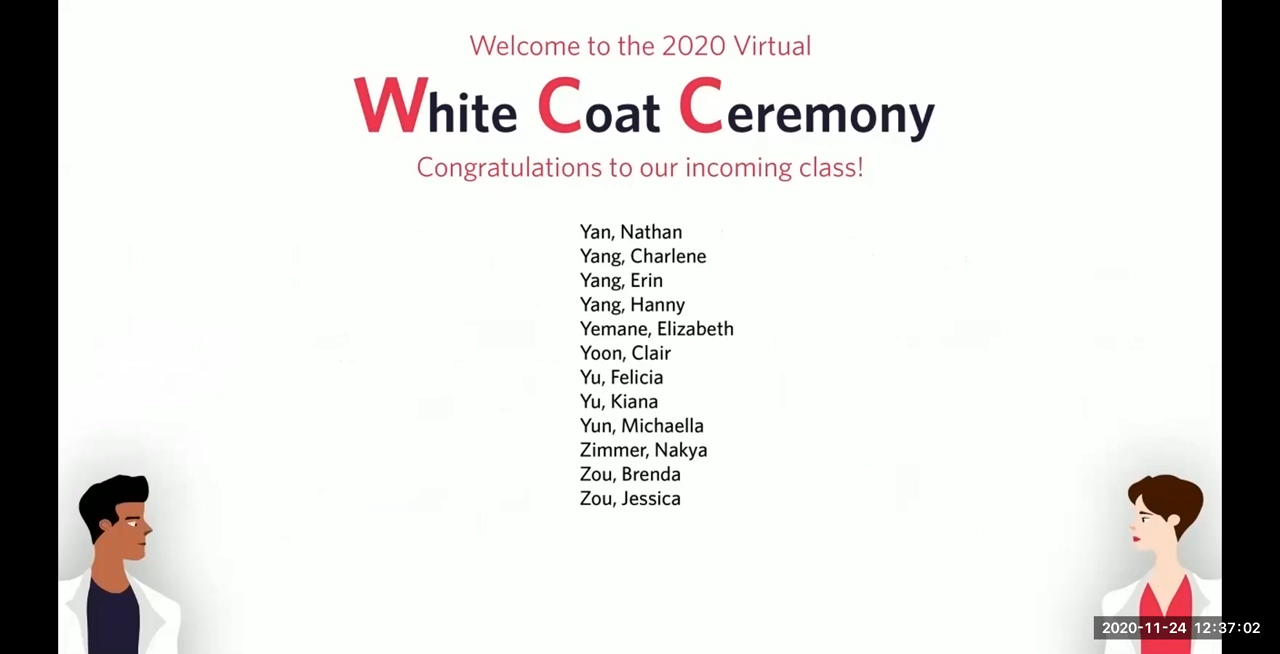 Welcome to the 2020 Virtual
White Coat Ceremony
Congratulations to our incoming class!
Yan, Nathan
Yang, Charlene
Yang, Erin
Yang, Hanny
Yemane, Elizabeth
Yoon, Clair
Yu, Felicia
Yu, Kiana
Yun, Michaella
Zimmer, Nakya
Zou, Brenda
Zou, Jessica
2020-11-24 12:37:02